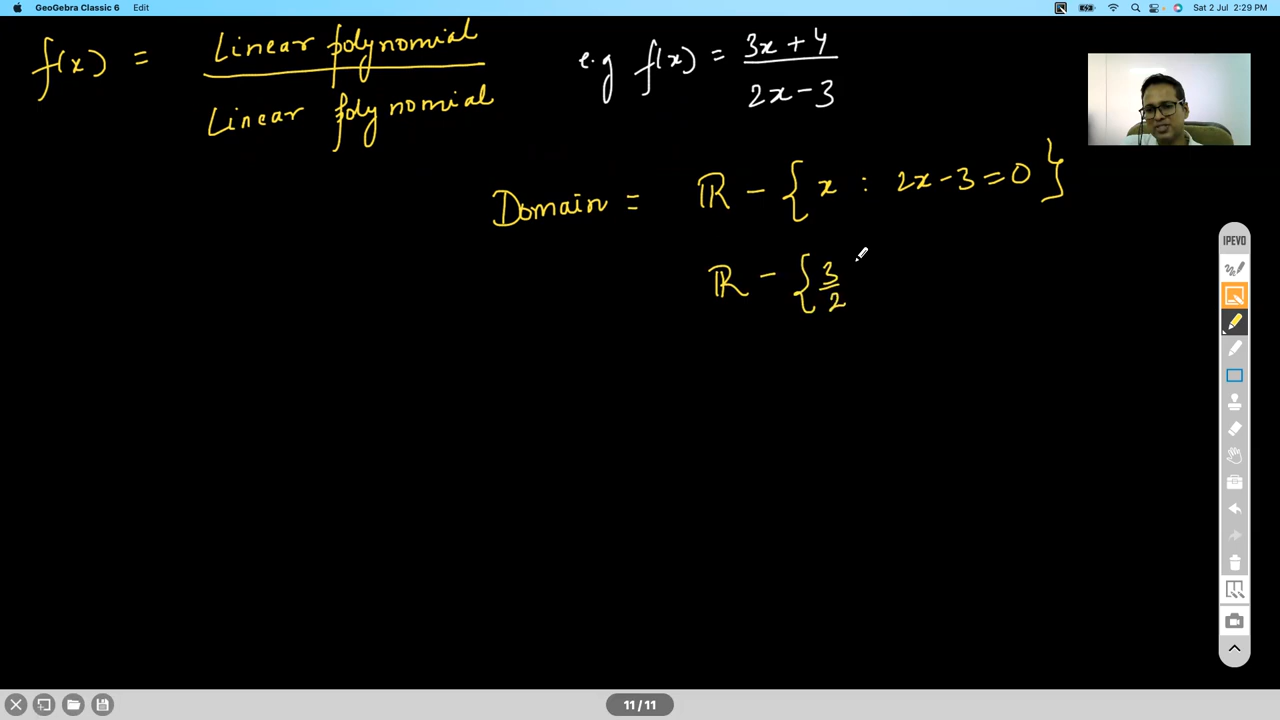 GeoGebra Classic 6 Edit Sat 2 Jul 2:29 PM
f(x) = Linear polynomial / Linear polynomial e.g f(x) = 3x + 4 / 2x - 3
IPEVO
Domain = ℝ - { x : 2x - 3 = 0 }
ℝ - { 3/2
11 / 11